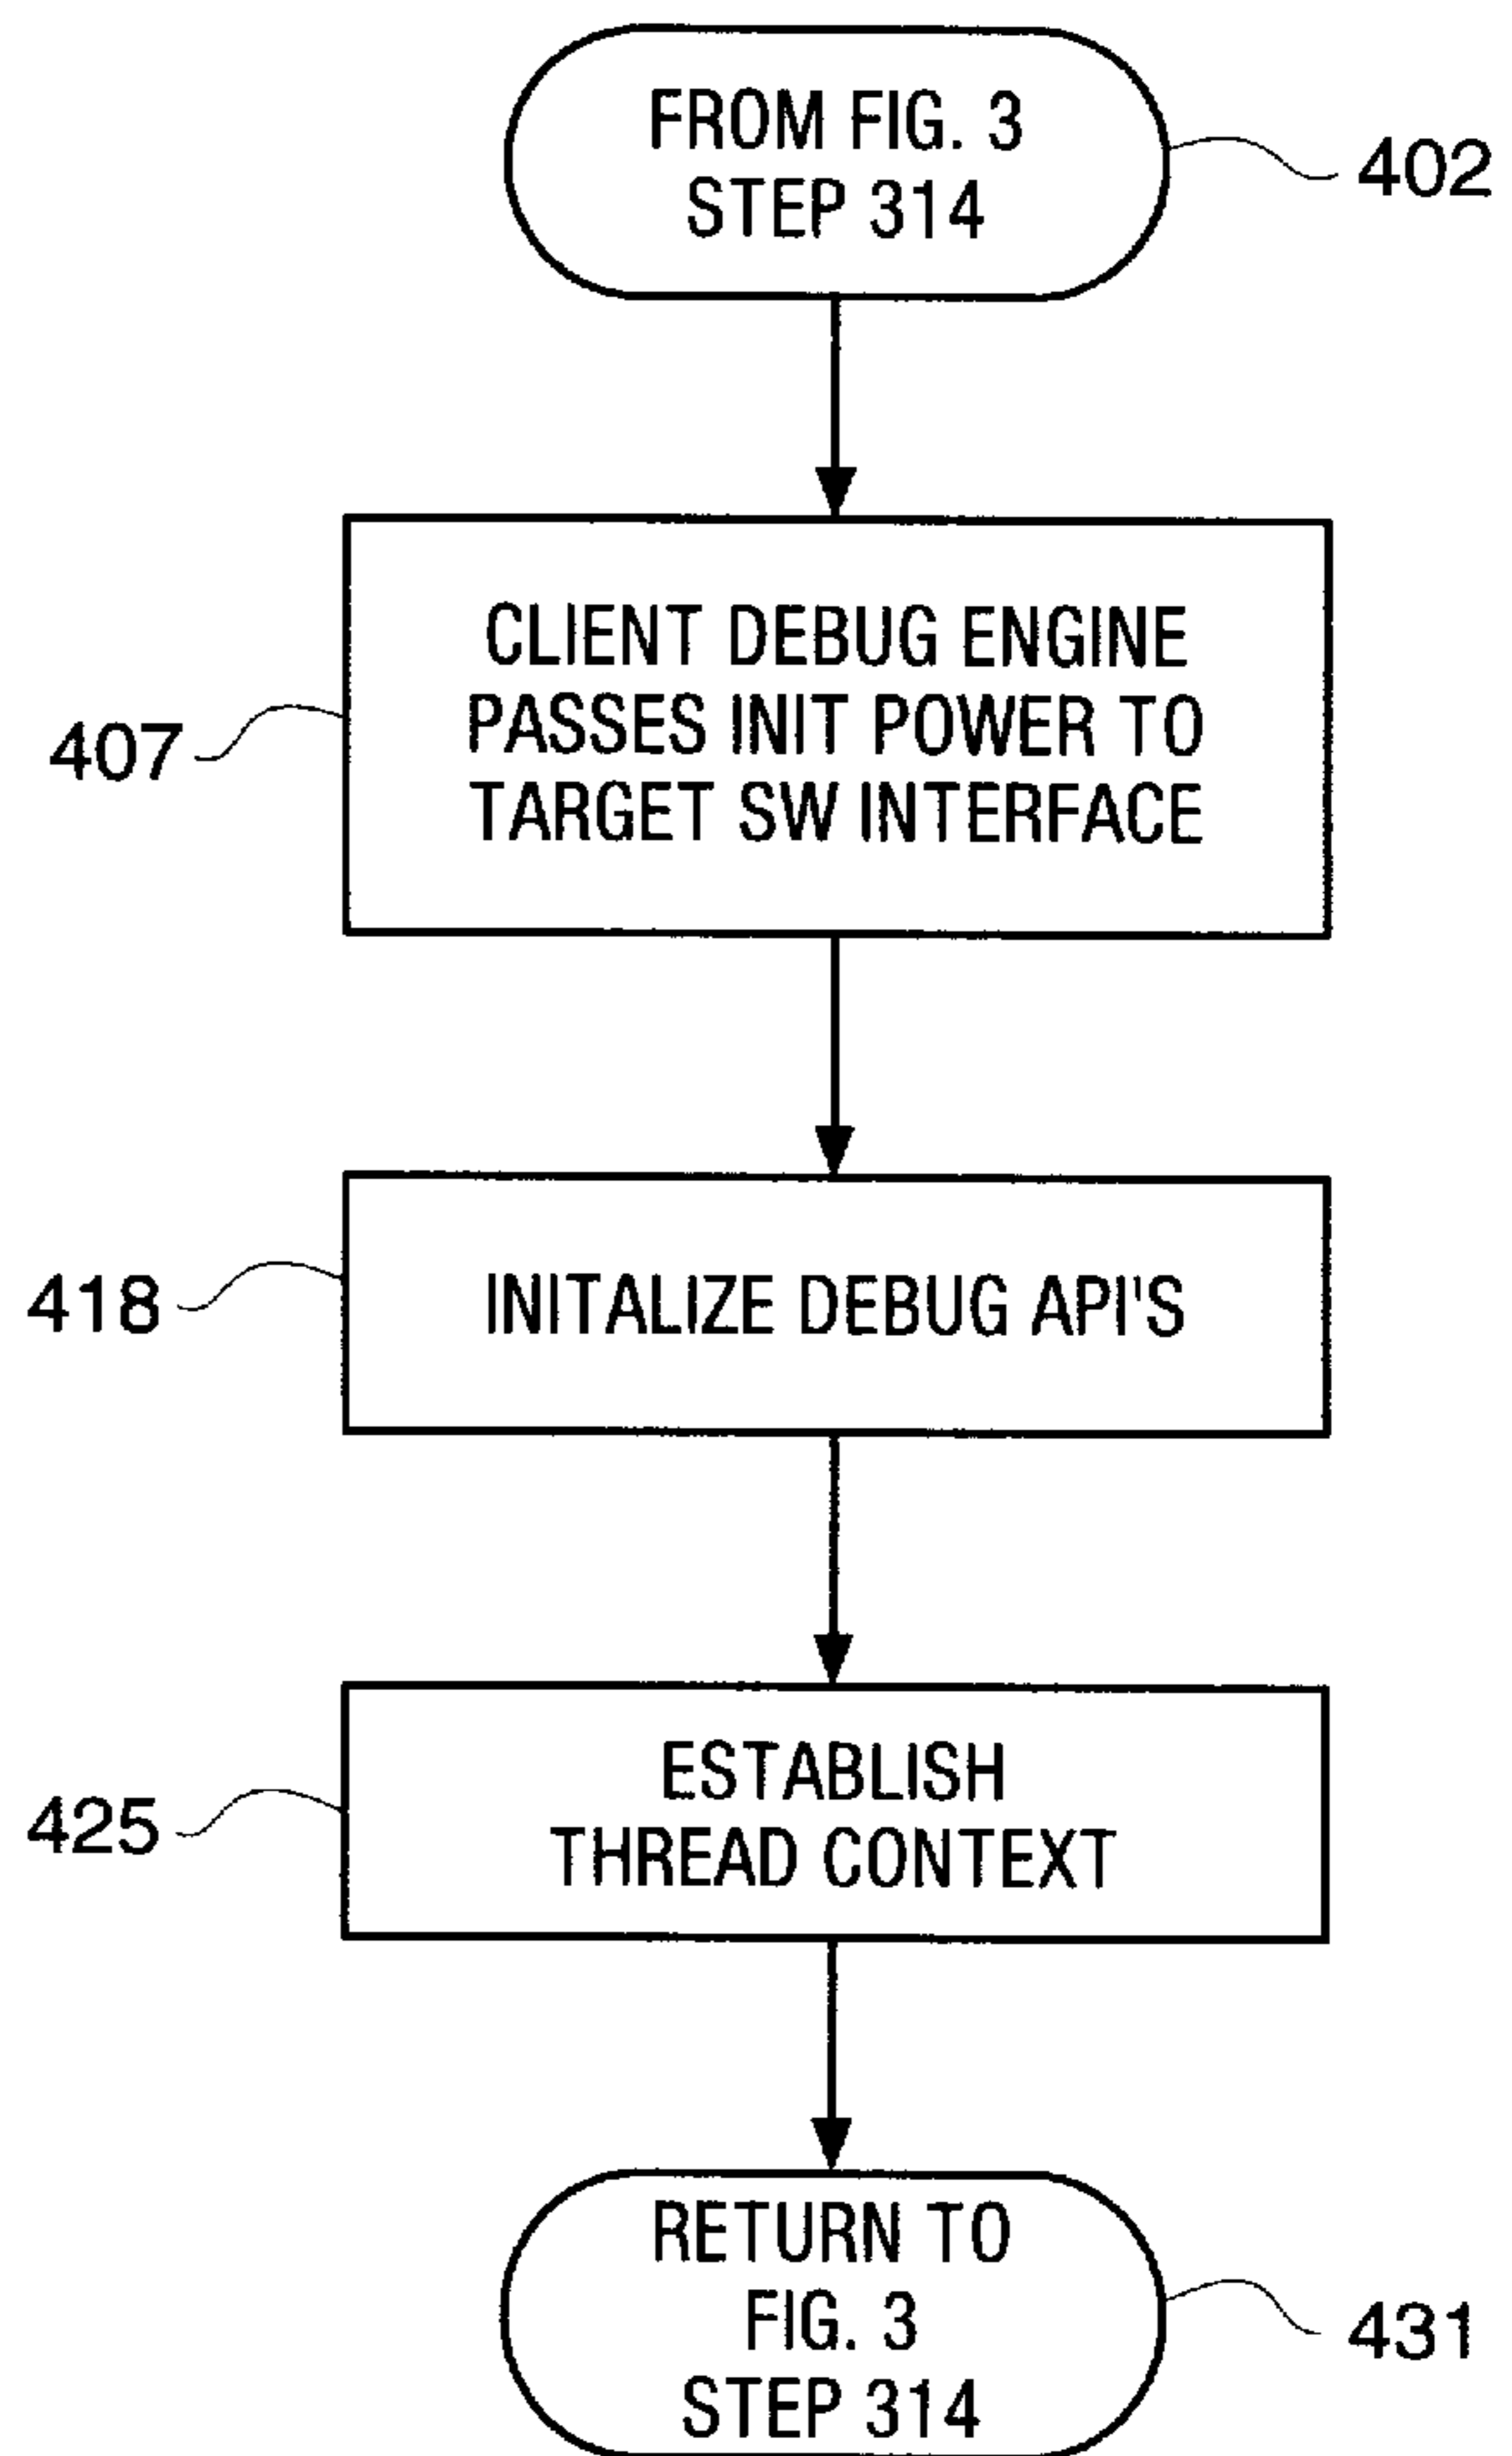 FROM FIG. 3
STEP 314
402
CLIENT DEBUG ENGINE
PASSES INIT POWER TO
TARGET SW INTERFACE
407
INITALIZE DEBUG API'S
418
ESTABLISH
THREAD CONTEXT
425
RETURN TO
FIG. 3
STEP 314
431